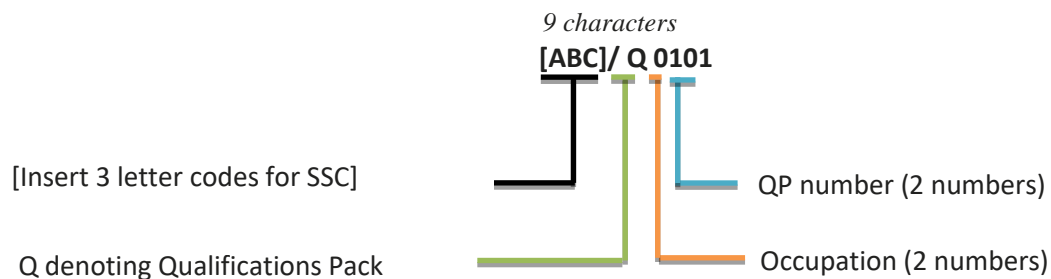 9 characters
[ABC]/ Q 0101
[Insert 3 letter codes for SSC]
QP number (2 numbers)
Q denoting Qualifications Pack
Occupation (2 numbers)